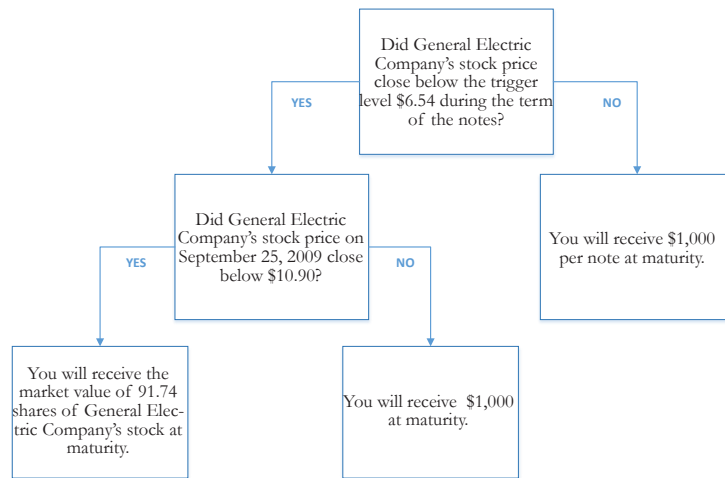 Did General Electric
Company's stock price
close below the trigger
level $6.54 during the term
of the notes?
YES
NO
Did General Electric
Company's stock price on
September 25, 2009 close
below $10.90?
You will receive $1,000
per note at maturity.
YES
NO
You will receive the
market value of 91.74
shares of General Elec-
tric Company's stock at
maturity.
You will receive $1,000
at maturity.